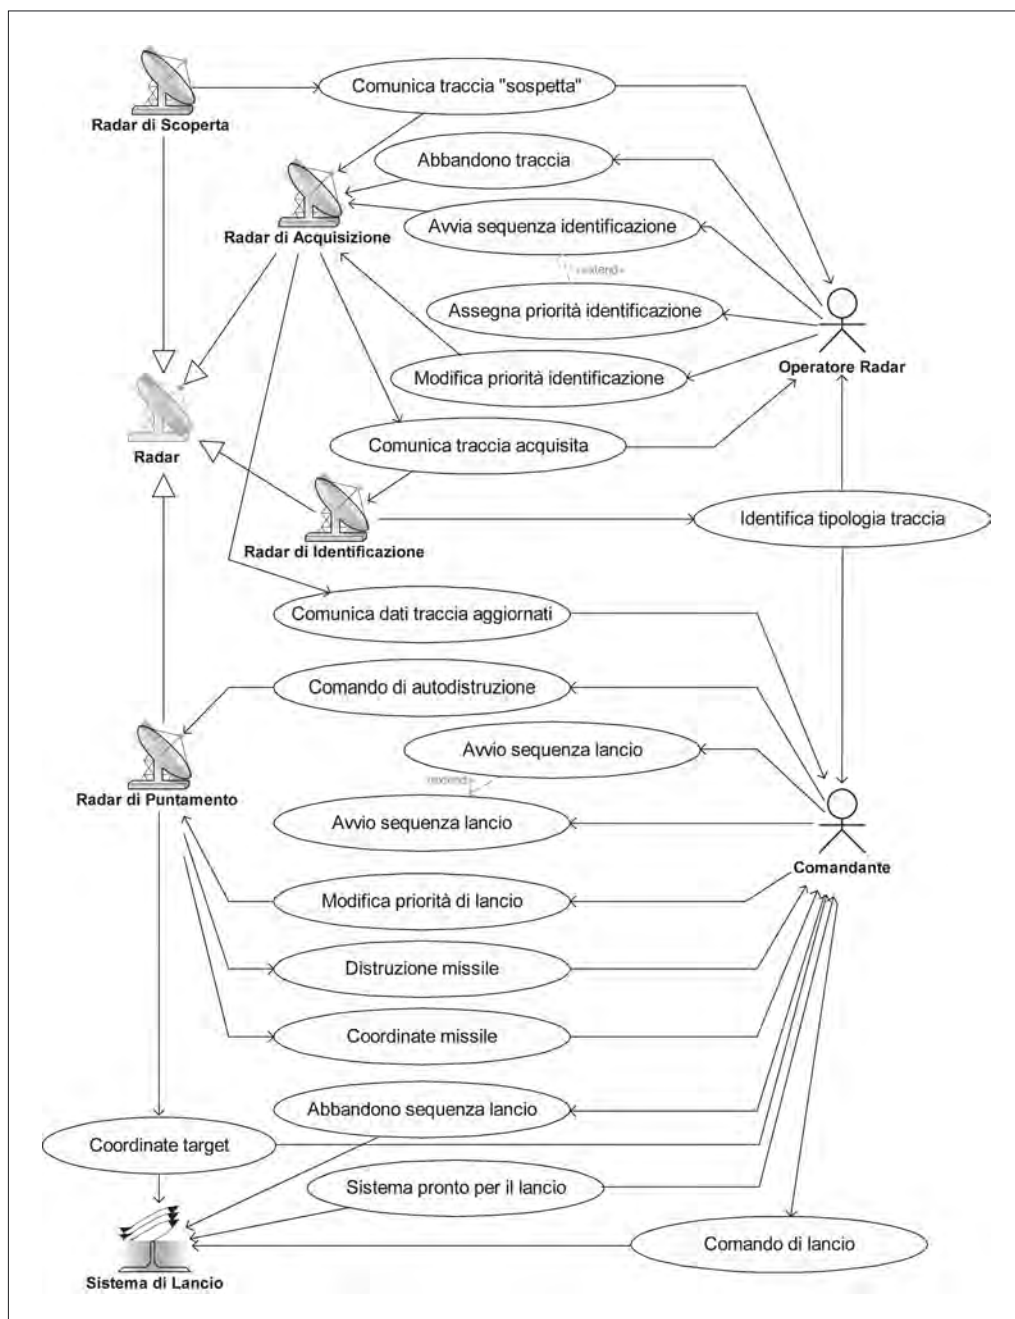 Comunica traccia "sospetta"
Radar di Scoperta
Abbandono traccia
Avvia sequenza identificazione
Radar di Acquisizione
«extend»
Assegna priorità identificazione
Operatore Radar
Modifica priorità identificazione
Comunica traccia acquisita
Radar
Identifica tipologia traccia
Radar di Identificazione
Comunica dati traccia aggiornati
Comando di autodistruzione
Avvio sequenza lancio
«extend»
Radar di Puntamento
Avvio sequenza lancio
Comandante
Modifica priorità di lancio
Distruzione missile
Coordinate missile
Abbandono sequenza lancio
Coordinate target
Sistema pronto per il lancio
Comando di lancio
Sistema di Lancio